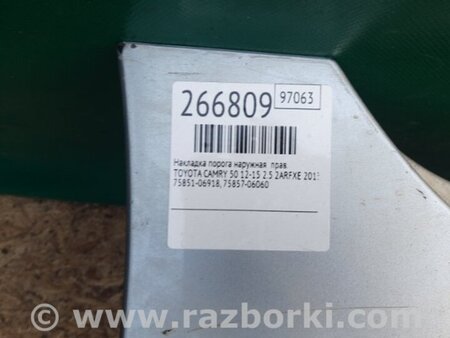 266809 97063
Накладка порога наружная прав.
TOYOTA CAMRY 50 12-15 2.5 2ARFXE 201
75851-06918, 75857-06060
© www.razborki.com